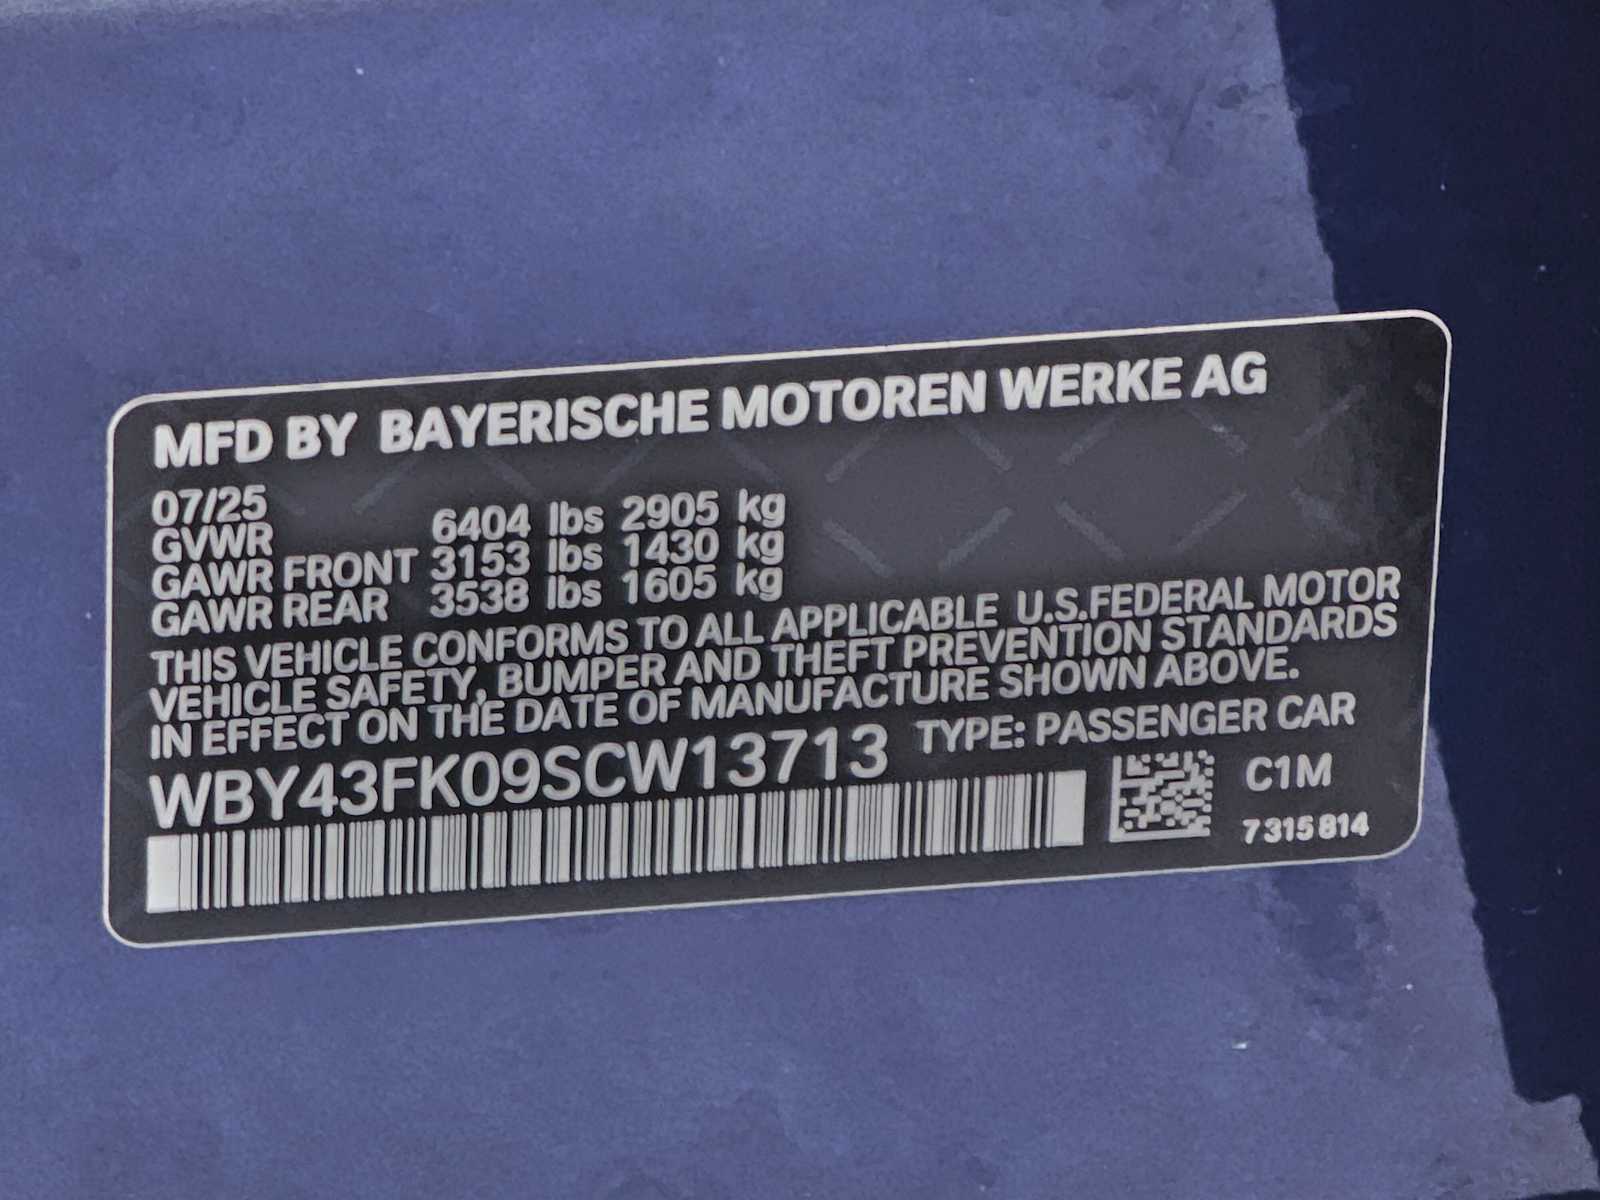 MFD BY BAYERISCHE MOTOREN WERKE AG
07/25
GVWR 6404 lbs 2905 kg
GAWR FRONT 3153 lbs 1430 kg
GAWR REAR 3538 lbs 1605 kg
THIS VEHICLE CONFORMS TO ALL APPLICABLE U.S.FEDERAL MOTOR
VEHICLE SAFETY, BUMPER AND THEFT PREVENTION STANDARDS
IN EFFECT ON THE DATE OF MANUFACTURE SHOWN ABOVE.
WBY43FK09SCW13713 TYPE: PASSENGER CAR
C1M
7315814